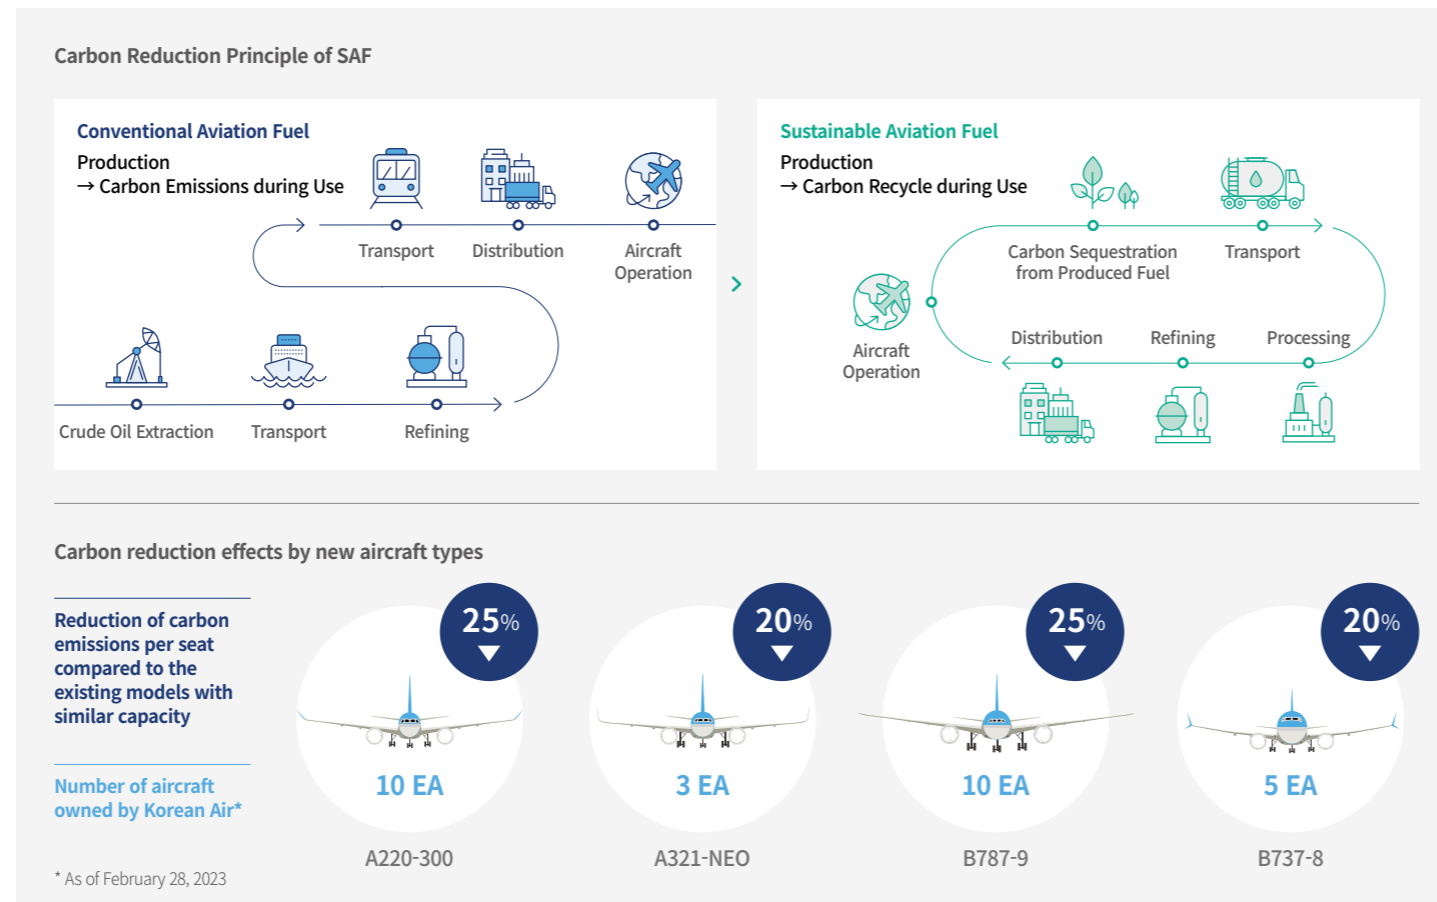 Carbon Reduction Principle of SAF
Conventional Aviation Fuel
Production
→ Carbon Emissions during Use
Transport
Distribution
Aircraft
Operation
Crude Oil Extraction
Transport
Refining
Sustainable Aviation Fuel
Production
→ Carbon Recycle during Use
Carbon Sequestration
from Produced Fuel
Transport
Aircraft
Operation
Distribution
Refining
Processing
Carbon reduction effects by new aircraft types
Reduction of carbon
emissions per seat
compared to the
existing models with
similar capacity
25%
20%
25%
20%
Number of aircraft
owned by Korean Air*
10 EA
3 EA
10 EA
5 EA
A220-300
A321-NEO
B787-9
B737-8
* As of February 28, 2023